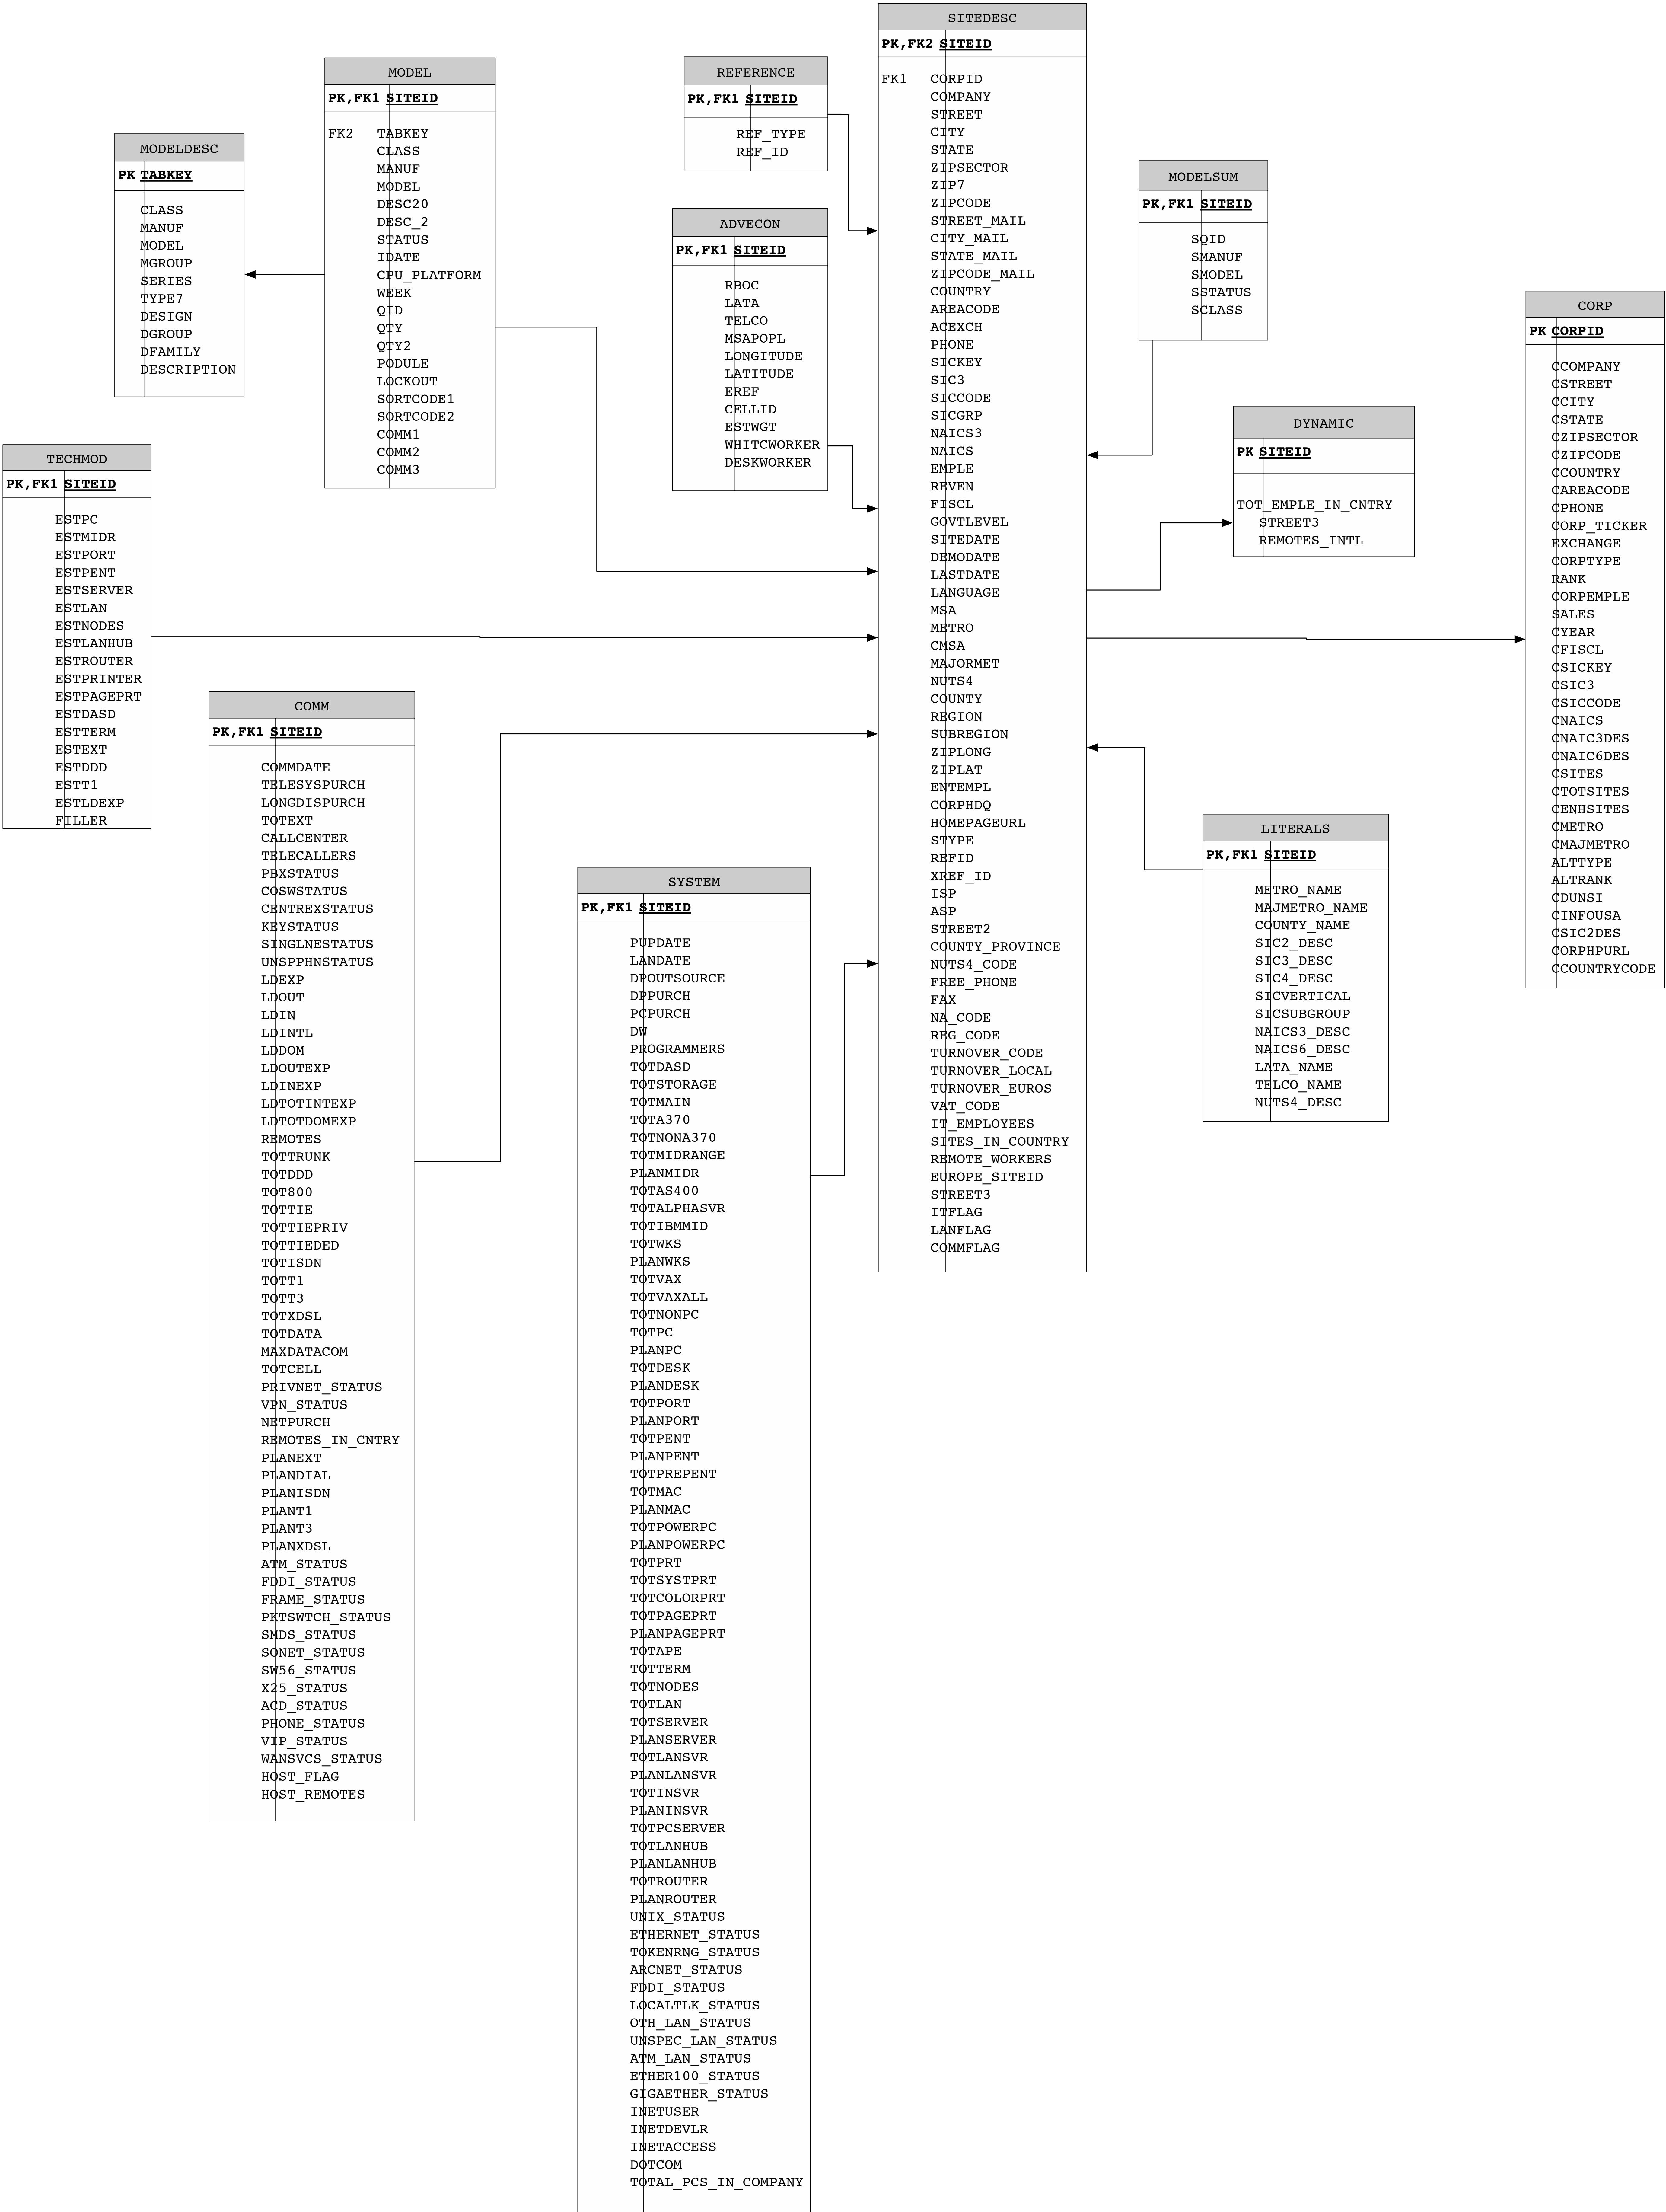 SITEDESC
PK,FK2 SITEID
FK1 CORPID
COMPANY
STREET
CITY
STATE
ZIPSECTOR
ZIP7
ZIPCODE
STREET_MAIL
CITY_MAIL
STATE_MAIL
ZIPCODE_MAIL
COUNTRY
AREACODE
ACEXCH
PHONE
SICKEY
SIC3
SICCODE
SICGRP
NAICS3
NAICS
EMPLE
REVEN
FISCL
GOVTLEVEL
SITEDATE
DEMODATE
LASTDATE
LANGUAGE
MSA
METRO
CMSA
MAJORMET
NUTS4
COUNTY
REGION
SUBREGION
ZIPLONG
ZIPLAT
ENTEMPL
CORPHDQ
HOMEPAGEURL
STYPE
REFID
XREF_ID
ISP
ASP
STREET2
COUNTY_PROVINCE
NUTS4_CODE
FREE_PHONE
FAX
NA_CODE
REG_CODE
TURNOVER_CODE
TURNOVER_LOCAL
TURNOVER_EUROS
VAT_CODE
IT_EMPLOYEES
SITES_IN_COUNTRY
REMOTE_WORKERS
EUROPE_SITEID
STREET3
ITFLAG
LANFLAG
COMMFLAG
MODEL
PK,FK1 SITEID
FK2 TABKEY
CLASS
MANUF
MODEL
DESC20
DESC_2
STATUS
IDATE
CPU_PLATFORM
WEEK
QID
QTY
QTY2
PODULE
LOCKOUT
SORTCODE1
SORTCODE2
COMM1
COMM2
COMM3
REFERENCE
PK,FK1 SITEID
REF_TYPE
REF_ID
MODELDESC
PK TABKEY
CLASS
MANUF
MODEL
MGROUP
SERIES
TYPE7
DESIGN
DGROUP
DFAMILY
DESCRIPTION
MODELSUM
PK,FK1 SITEID
SQID
SMANUF
SMODEL
SSTATUS
SCLASS
ADVECON
PK,FK1 SITEID
RBOC
LATA
TELCO
MSAPOPL
LONGITUDE
LATITUDE
EREF
CELLID
ESTWGT
WHITCWORKER
DESKWORKER
CORP
PK CORPID
CCOMPANY
CSTREET
CCITY
CSTATE
CZIPSECTOR
CZIPCODE
CCOUNTRY
CAREACODE
CPHONE
CORP_TICKER
EXCHANGE
CORPTYPE
RANK
CORPEMPLE
SALES
CYEAR
CFISCL
CSICKEY
CSIC3
CSICCODE
CNAICS
CNAIC3DES
CNAIC6DES
CSITES
CTOTSITES
CENHSITES
CMETRO
CMAJMETRO
ALTTYPE
ALTRANK
CDUNSI
CINFOUSA
CSIC2DES
CORPHPURL
CCOUNTRYCODE
DYNAMIC
PK SITEID
TOT_EMPLE_IN_CNTRY
STREET3
REMOTES_INTL
TECHMOD
PK,FK1 SITEID
ESTPC
ESTMIDR
ESTPORT
ESTPENT
ESTSERVER
ESTLAN
ESTNODES
ESTLANHUB
ESTROUTER
ESTPRINTER
ESTPAGEPRT
ESTDASD
ESTTERM
ESTEXT
ESTDDD
ESTT1
ESTLDEXP
FILLER
COMM
PK,FK1 SITEID
COMMDATE
TELESYSPURCH
LONGDISPURCH
TOTEXT
CALLCENTER
TELECALLERS
PBXSTATUS
COSWSTATUS
CENTREXSTATUS
KEYSTATUS
SINGLNESTATUS
UNSPPHNSTATUS
LDEXP
LDOUT
LDIN
LDINTL
LDDOM
LDOUTEXP
LDINEXP
LDTOTINTEXP
LDTOTDOMEXP
REMOTES
TOTTRUNK
TOTDDD
TOT800
TOTTIE
TOTTIEPRIV
TOTTIEDED
TOTISDN
TOTT1
TOTT3
TOTXDSL
TOTDATA
MAXDATACOM
TOTCELL
PRIVNET_STATUS
VPN_STATUS
NETPURCH
REMOTES_IN_CNTRY
PLANEXT
PLANDIAL
PLANISDN
PLANT1
PLANT3
PLANXDSL
ATM_STATUS
FDDI_STATUS
FRAME_STATUS
PKTSWTCH_STATUS
SMDS_STATUS
SONET_STATUS
SW56_STATUS
X25_STATUS
ACD_STATUS
PHONE_STATUS
VIP_STATUS
WANSVCS_STATUS
HOST_FLAG
HOST_REMOTES
LITERALS
PK,FK1 SITEID
METRO_NAME
MAJMETRO_NAME
COUNTY_NAME
SIC2_DESC
SIC3_DESC
SIC4_DESC
SICVERTICAL
SICSUBGROUP
NAICS3_DESC
NAICS6_DESC
LATA_NAME
TELCO_NAME
NUTS4_DESC
SYSTEM
PK,FK1 SITEID
PUPDATE
LANDATE
DPOUTSOURCE
DPPURCH
PCPURCH
DW
PROGRAMMERS
TOTDASD
TOTSTORAGE
TOTMAIN
TOTA370
TOTNONA370
TOTMIDRANGE
PLANMIDR
TOTAS400
TOTALPHASVR
TOTIBMMID
TOTWKS
PLANWKS
TOTVAX
TOTVAXALL
TOTNONPC
TOTPC
PLANPC
TOTDESK
PLANDESK
TOTPORT
PLANPORT
TOTPENT
PLANPENT
TOTPREPENT
TOTMAC
PLANMAC
TOTPOWERPC
PLANPOWERPC
TOTPRT
TOTSYSTPRT
TOTCOLORPRT
TOTPAGEPRT
PLANPAGEPRT
TOTAPE
TOTTERM
TOTNODES
TOTLAN
TOTSERVER
PLANSERVER
TOTLANSVR
PLANLANSVR
TOTINSVR
PLANINSVR
TOTPCSERVER
TOTLANHUB
PLANLANHUB
TOTROUTER
PLANROUTER
UNIX_STATUS
ETHERNET_STATUS
TOKENRNG_STATUS
ARCNET_STATUS
FDDI_STATUS
LOCALTLK_STATUS
OTH_LAN_STATUS
UNSPEC_LAN_STATUS
ATM_LAN_STATUS
ETHER100_STATUS
GIGAETHER_STATUS
INETUSER
INETDEVLR
INETACCESS
DOTCOM
TOTAL_PCS_IN_COMPANY